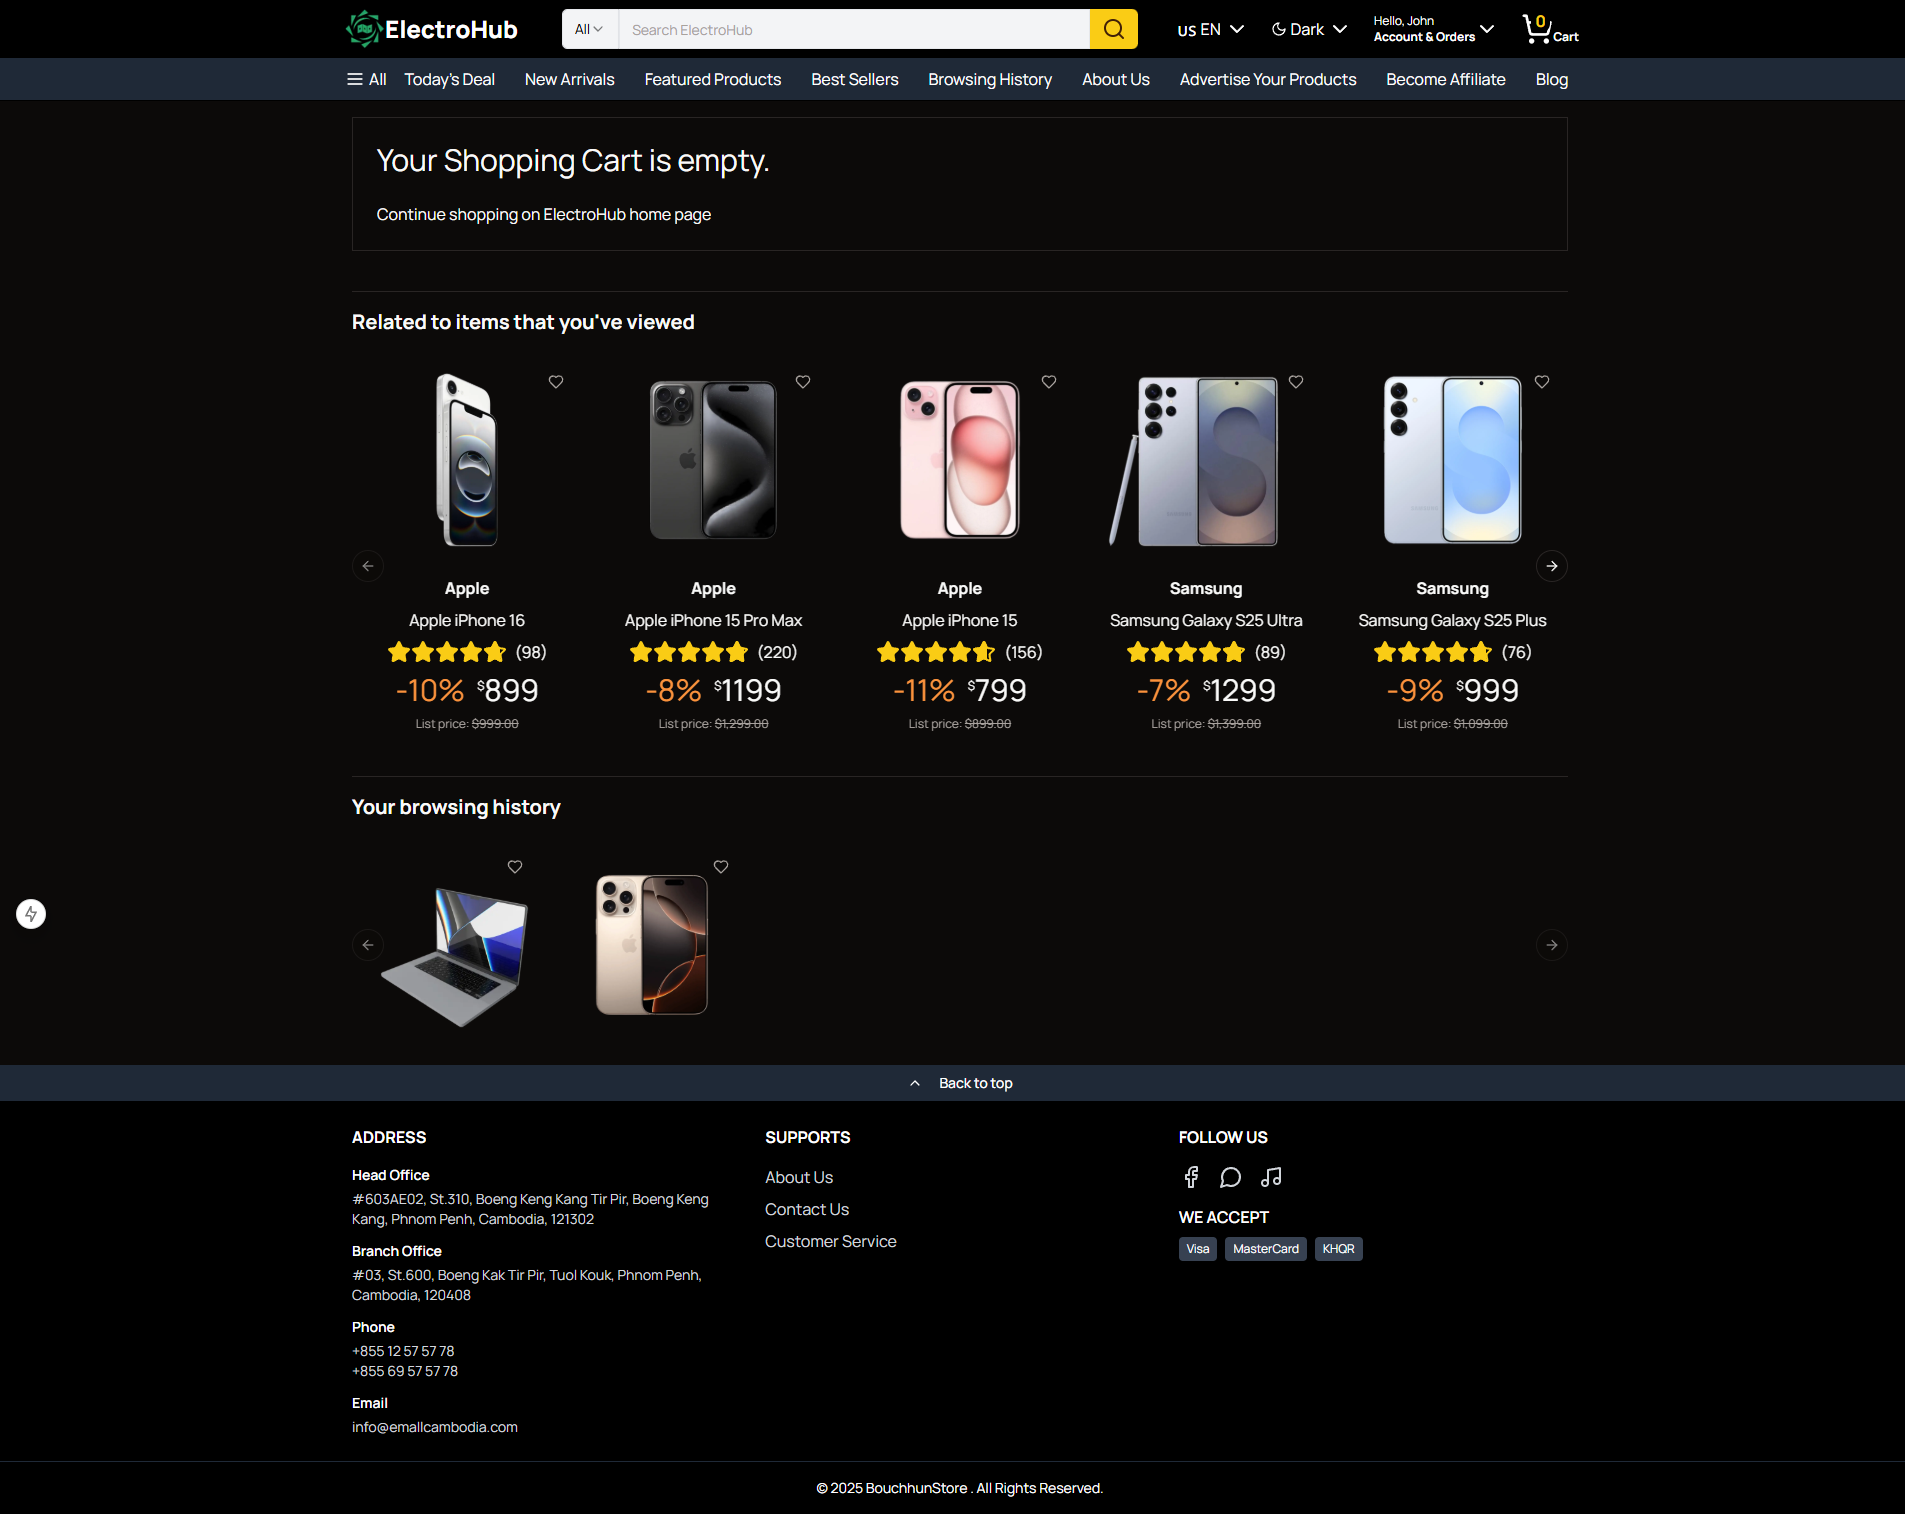 ElectroHub
All
Search ElectroHub
US EN
Dark
Hello, John
Account & Orders
0
Cart
All
Today's Deal
New Arrivals
Featured Products
Best Sellers
Browsing History
About Us
Advertise Your Products
Become Affiliate
Blog
Your Shopping Cart is empty.
Continue shopping on ElectroHub home page
Related to items that you've viewed
Apple
Apple iPhone 16
(98)
-10% $899
List price: $999.00
Apple
Apple iPhone 15 Pro Max
(220)
-8% $1199
List price: $1,299.00
Apple
Apple iPhone 15
(156)
-11% $799
List price: $899.00
Samsung
Samsung Galaxy S25 Ultra
(89)
-7% $1299
List price: $1,399.00
Samsung
Samsung Galaxy S25 Plus
(76)
-9% $999
List price: $1,099.00
Your browsing history
Back to top
ADDRESS
Head Office
#603AE02, St.310, Boeng Keng Kang Tir Pir, Boeng Keng
Kang, Phnom Penh, Cambodia, 121302
Branch Office
#03, St.600, Boeng Kak Tir Pir, Tuol Kouk, Phnom Penh,
Cambodia, 120408
Phone
+855 12 57 57 78
+855 69 57 57 78
Email
info@emallcambodia.com
SUPPORTS
About Us
Contact Us
Customer Service
FOLLOW US
WE ACCEPT
Visa
MasterCard
KHQR
© 2025 BouchhunStore . All Rights Reserved.